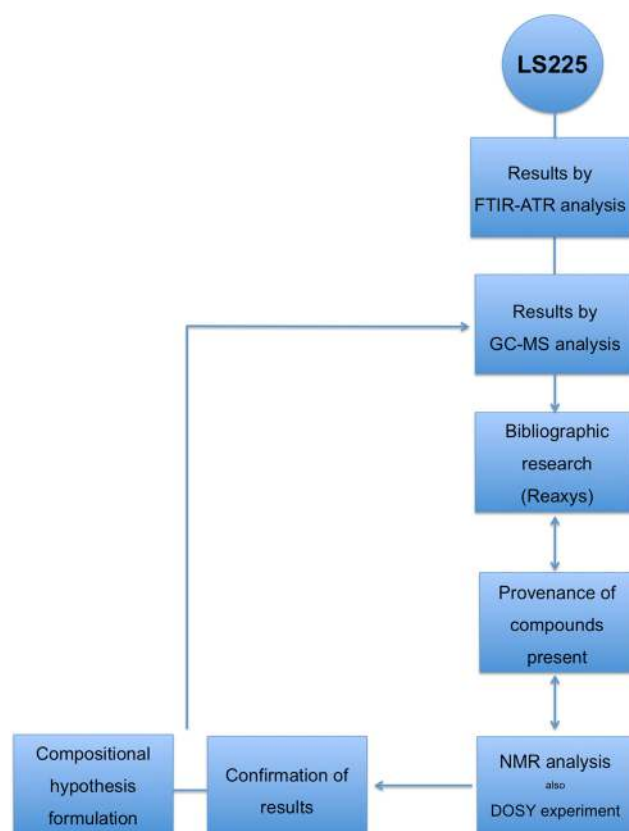 LS225
Results by
FTIR-ATR analysis
Results by
GC-MS analysis
Bibliographic
research
(Reaxys)
Provenance of
compounds
present
NMR analysis
also
DOSY experiment
Confirmation of
results
Compositional
hypothesis
formulation